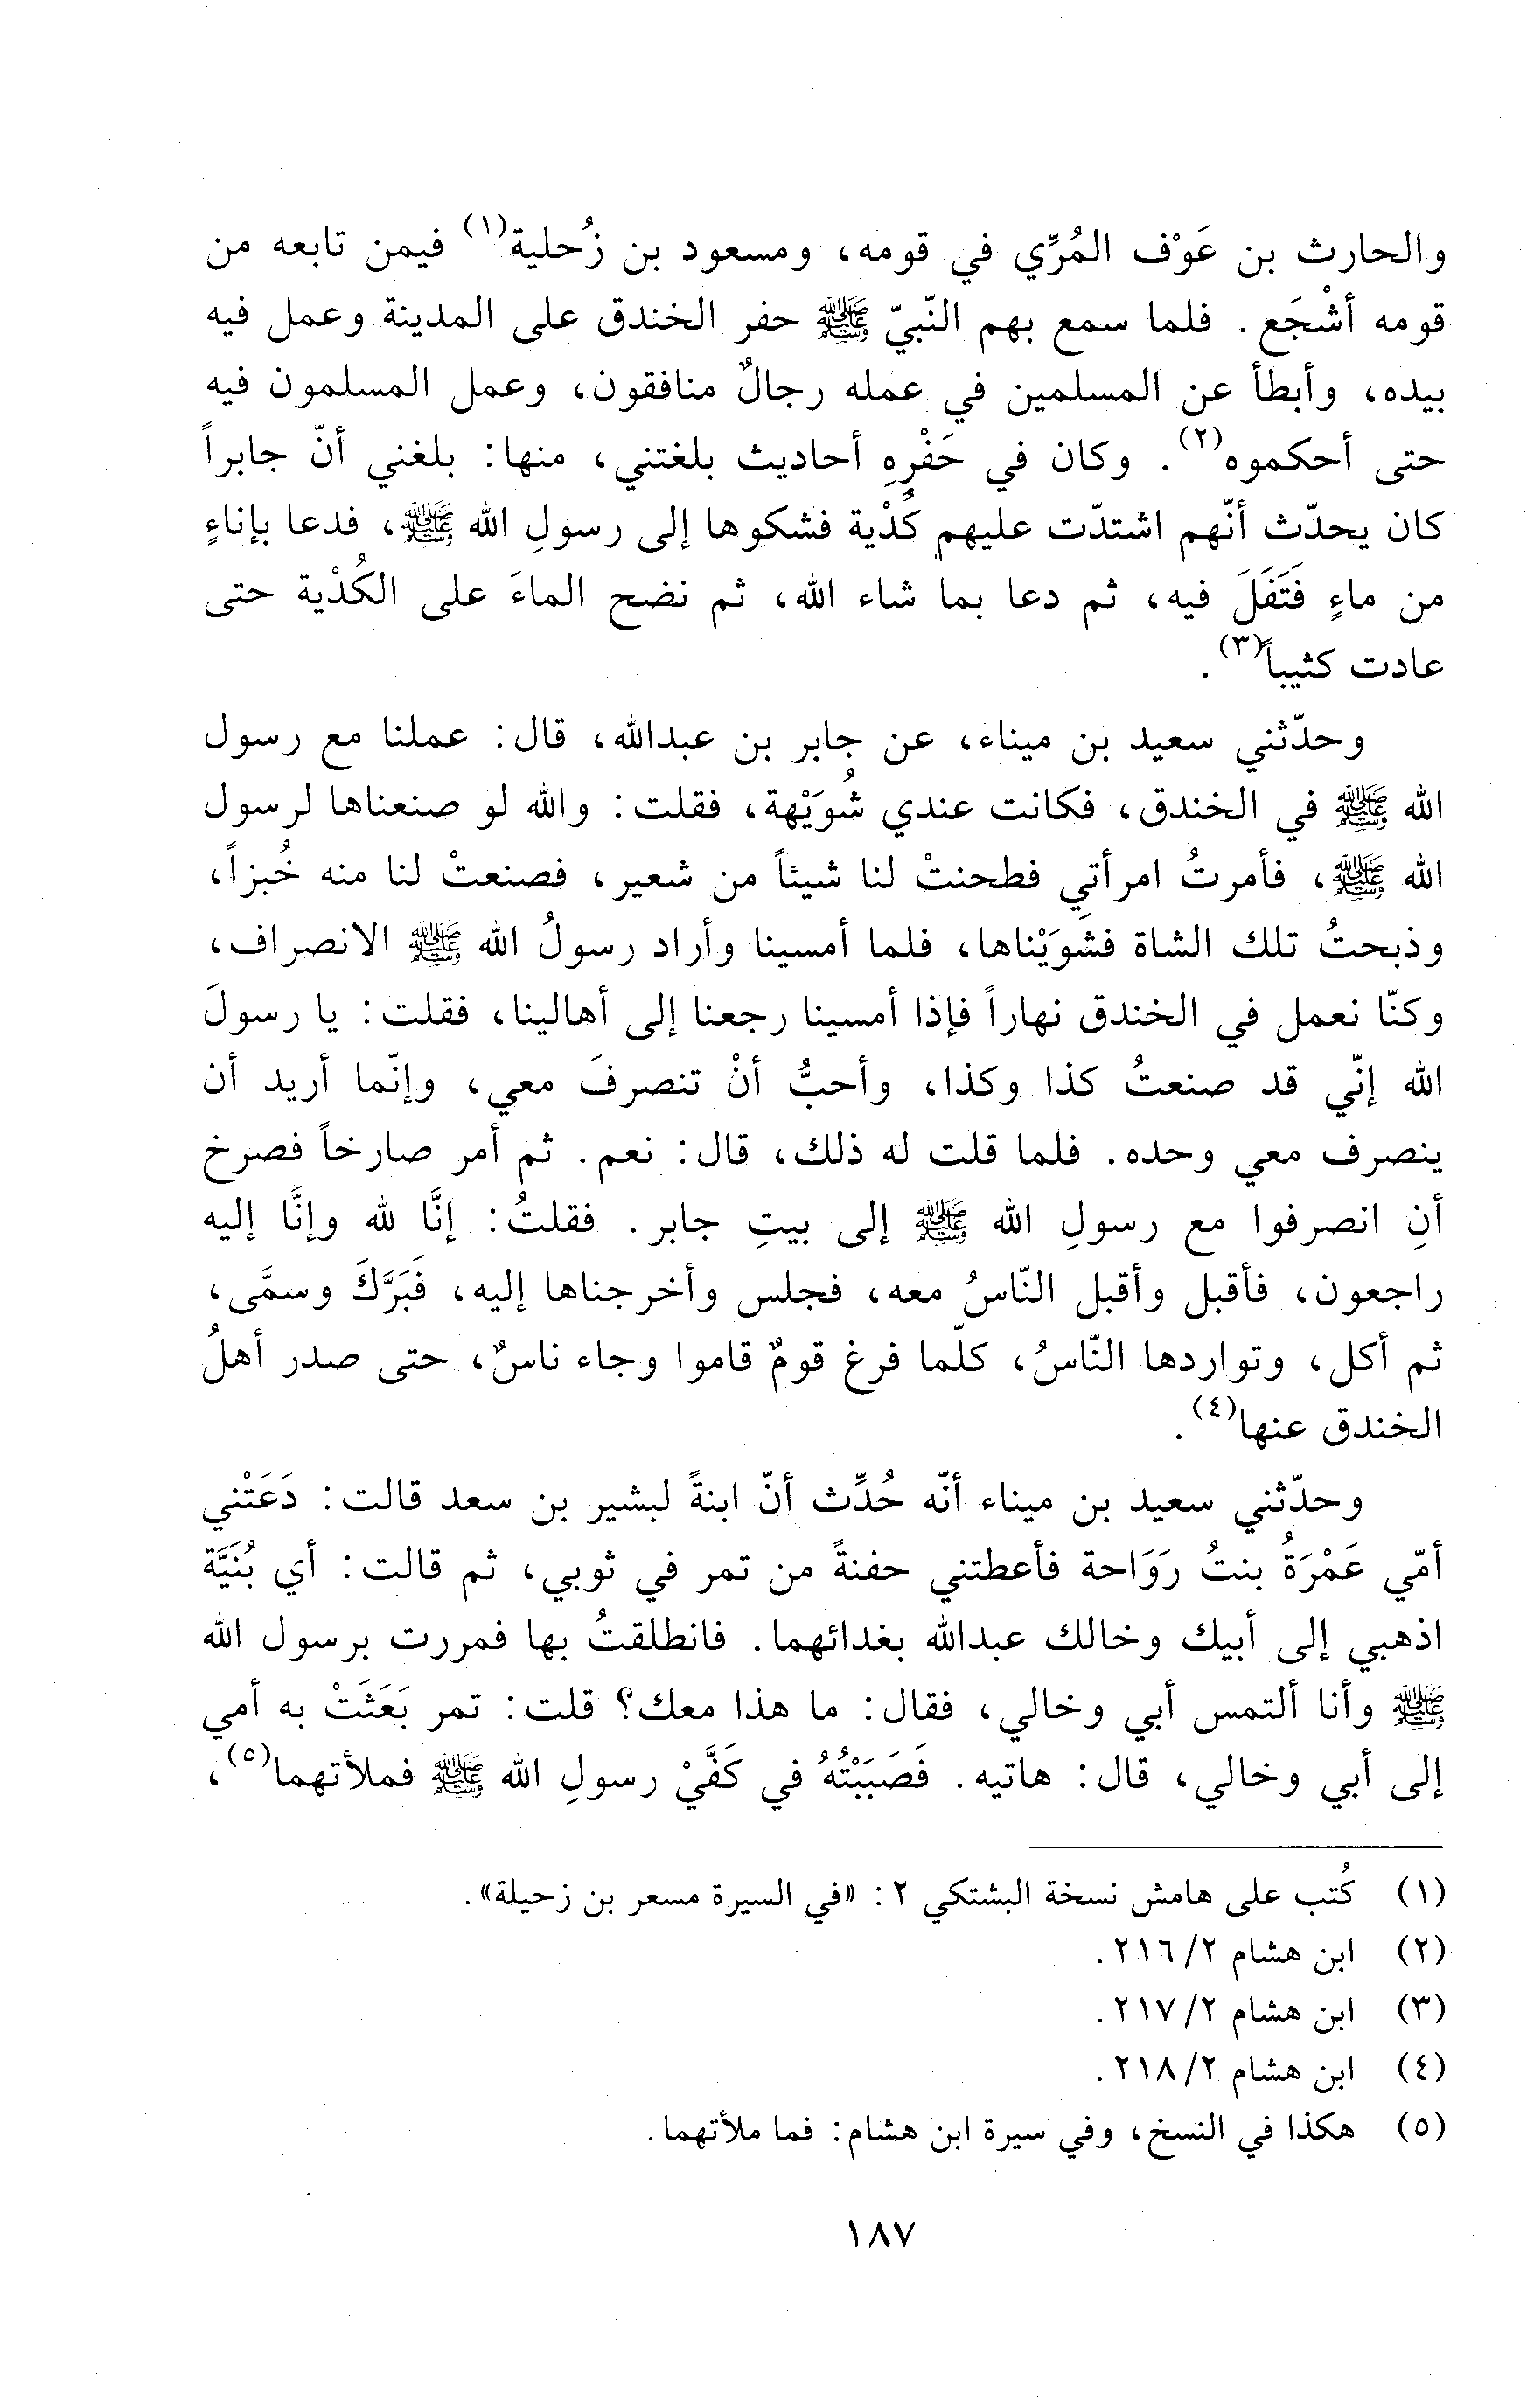 والحارث بن عَوْف المُرِّي في قومه، ومسعود بن زُحلية(١) فيمن تابعه من
قومه أشْجَع. فلما سمع بهم النّبيّ ﷺ حفر الخندق على المدينة وعمل فيه
بيده، وأبطأ عن المسلمين في عمله رجالٌ منافقون، وعمل المسلمون فيه
حتى أحكموه(٢). وكان في حَفْرِهِ أحاديث بلغتني، منها: بلغني أنّ جابراً
كان يحدّث أنّهم اشتدّت عليهم كُدْية فشكوها إلى رسولِ الله ﷺ، فدعا بإناءٍ
من ماءٍ فَتَفَلَ فيه، ثم دعا بما شاء الله، ثم نضح الماءَ على الكُدْية حتى
عادت كثيباً(٣).
وحدّثني سعيد بن ميناء، عن جابر بن عبدالله، قال: عملنا مع رسول
الله ﷺ في الخندق، فكانت عندي شُوَيْهة، فقلت: والله لو صنعناها لرسول
الله ﷺ، فأمرتُ امرأتي فطحنتْ لنا شيئاً من شعير، فصنعتْ لنا منه خُبزاً،
وذبحتُ تلك الشاة فشِوَيْناها، فلما أمسينا وأراد رسولُ الله ﷺ الانصراف،
وكنّا نعمل في الخندق نهاراً فإذا أمسينا رجعنا إلى أهالينا، فقلت: يا رسولَ
الله إنّي قد صنعتُ كذا وكذا، وأحبُّ أنْ تنصرفَ معي، وإنّما أريد أن
ينصرف معي وحده. فلما قلت له ذلك، قال: نعم. ثم أمر صارخاً فصرخ
أنِ انصرفوا مع رسولِ الله ﷺ إلى بيتِ جابر. فقلتُ: إنَّا لله وإنَّا إليه
راجعون، فأقبل وأقبل النّاسُ معه، فجلس وأخرجناها إليه، فَبَرَّكَ وسمَّى،
ثم أكل، وتواردها النّاسُ، كلّما فرغ قومٌ قاموا وجاء ناسٌ، حتى صدر أهلُ
الخندق عنها(٤).
وحدّثني سعيد بن ميناء أنّه حُدِّث أنّ ابنةً لبشير بن سعد قالت: دَعَتْني
أمّي عَمْرَةُ بنتُ رَوَاحة فأعطتني حفنةً من تمر في ثوبي، ثم قالت: أي بُنَيَّة
اذهبي إلى أبيك وخالك عبدالله بغدائهما. فانطلقتُ بها فمررت برسول الله
ﷺ وأنا ألتمس أبي وخالي، فقال: ما هذا معك؟ قلت: تمر بَعَثَتْ به أمي
إلى أبي وخالي، قال: هاتيه. فَصَبَبْتُهُ في كَفَّيْ رسولِ الله ﷺ فملأتهما(٥)،
(١) كُتب على هامش نسخة البشتكي ٢: «في السيرة مسعر بن زحيلة».
(٢) ابن هشام ٢/٢١٦.
(٣) ابن هشام ٢/٢١٧.
(٤) ابن هشام ٢/٢١٨.
(٥) هكذا في النسخ، وفي سيرة ابن هشام: فما ملأتهما.
١٨٧